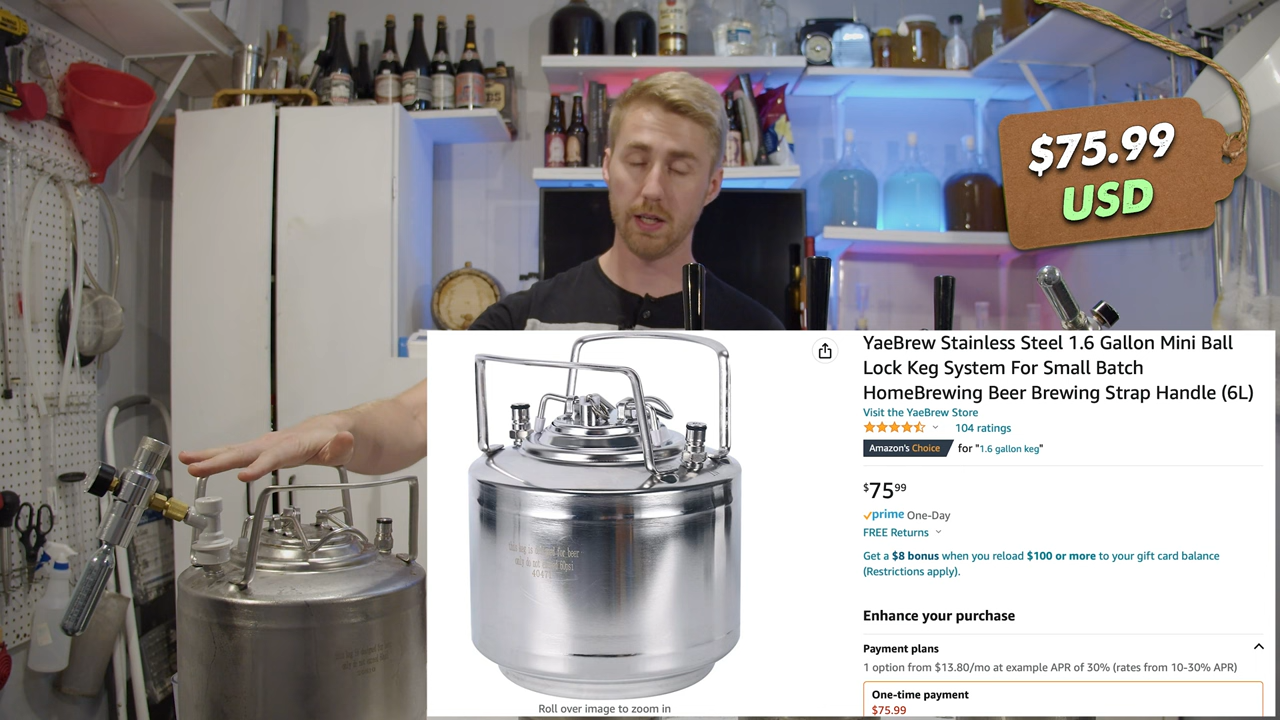 $75.99
USD
YaeBrew Stainless Steel 1.6 Gallon Mini Ball
Lock Keg System For Small Batch
HomeBrewing Beer Brewing Strap Handle (6L)
Visit the YaeBrew Store
104 ratings
Amazon's Choice for "1.6 gallon keg"
$75 99
prime One-Day
FREE Returns
Get a $8 bonus when you reload $100 or more to your gift card balance
(Restrictions apply).
Enhance your purchase
Payment plans
1 option from $13.80/mo at example APR of 30% (rates from 10-30% APR)
One-time payment
$75.99
Roll over image to zoom in